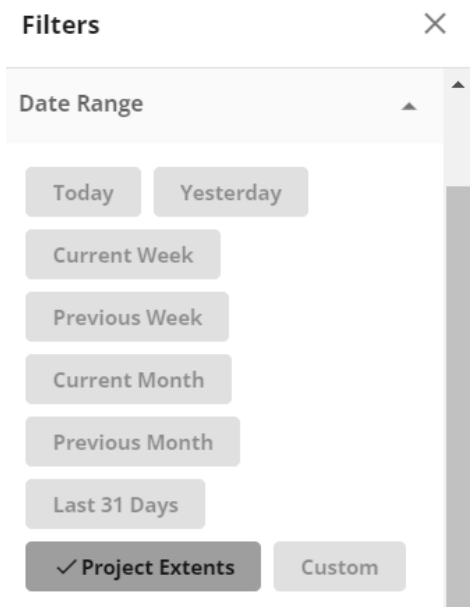 Filters
Date Range
Today Yesterday
Current Week
Previous Week
Current Month
Previous Month
Last 31 Days
Project Extents Custom